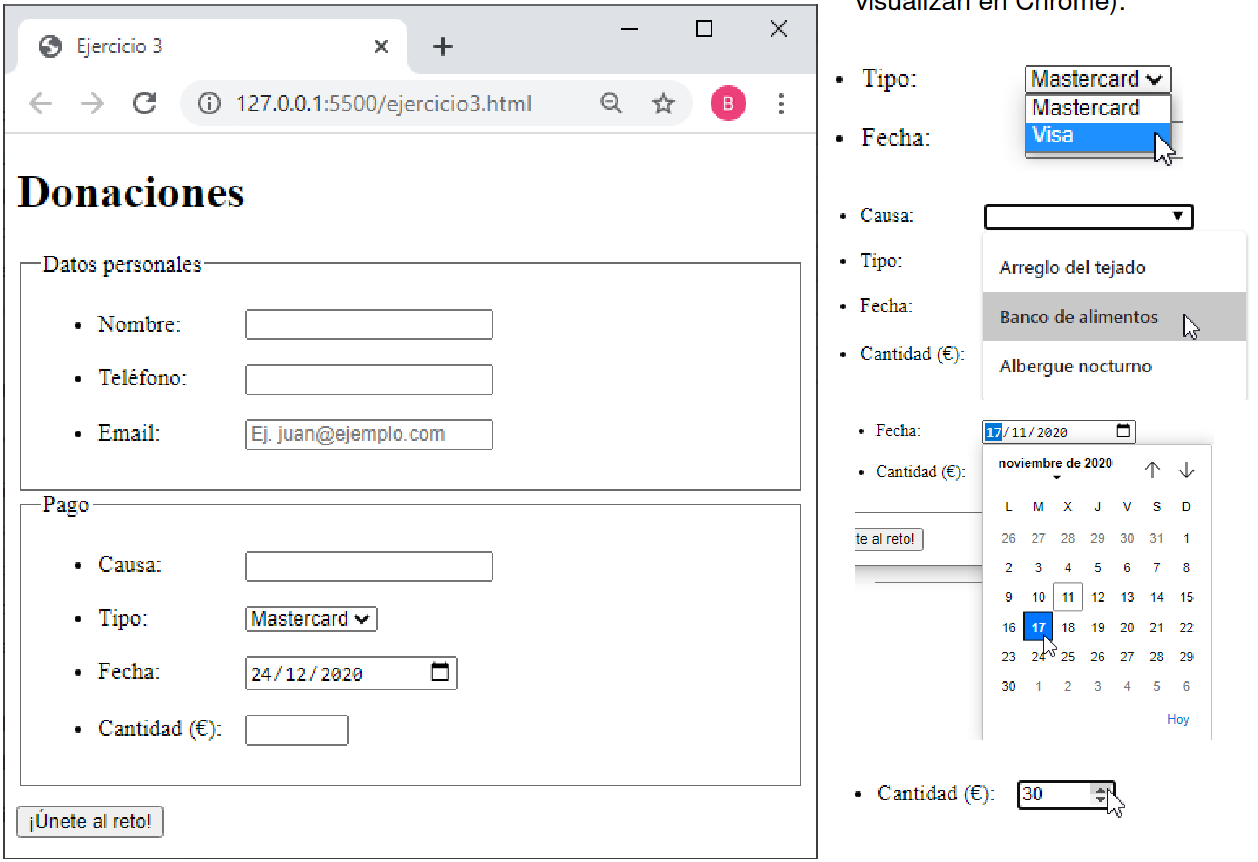 Ejercicio 3
127.0.0.1:5500/ejercicio3.html
B
Donaciones
Datos personales
Nombre:
Teléfono:
Email: Ej. juan@ejemplo.com
Pago
Causa:
Tipo: Mastercard
Fecha: 24/12/2020
Cantidad (€):
¡Únete al reto!
visualizan en Chrome).
Tipo: Mastercard
Mastercard
Fecha: Visa
Causa:
Tipo: Arreglo del tejado
Fecha: Banco de alimentos
Cantidad (€): Albergue nocturno
Fecha: 17/11/2020
Cantidad (€): noviembre de 2020
L M X J V S D
te al reto! 26 27 28 29 30 31 1
2 3 4 5 6 7 8
9 10 11 12 13 14 15
16 17 18 19 20 21 22
23 24 25 26 27 28 29
30 1 2 3 4 5 6
Hoy
Cantidad (€): 30